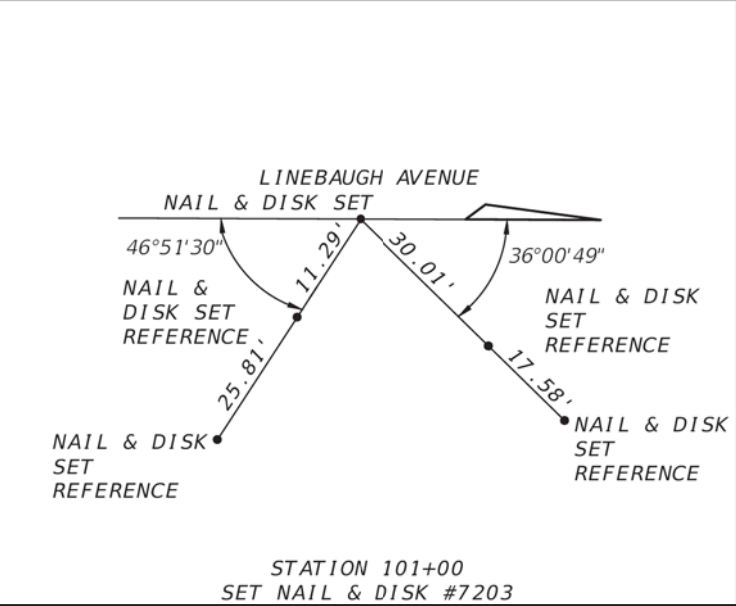 LINEBAUGH AVENUE
NAIL & DISK SET
46°51'30"
11.29'
30.01'
36°00'49"
NAIL &
DISK SET
REFERENCE
NAIL & DISK
SET
REFERENCE
25.81'
17.58'
NAIL & DISK
SET
REFERENCE
NAIL & DISK
SET
REFERENCE
STATION 101+00
SET NAIL & DISK #7203